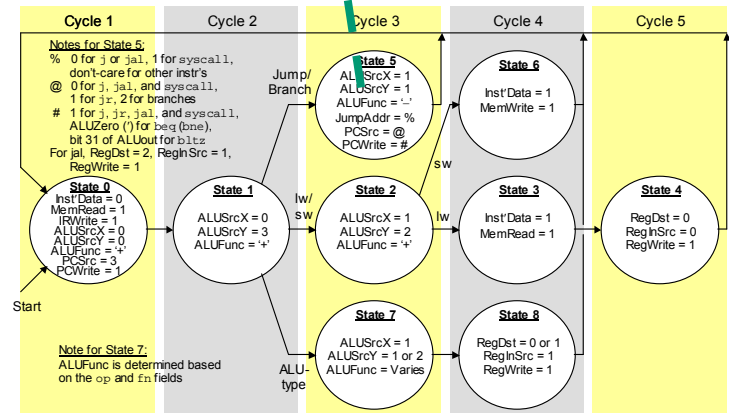 Cycle 1
Cycle 2
Cycle 3
Cycle 4
Cycle 5
Notes for State 5:
% 0 for j or jal, 1 for syscall,
don't-care for other instr's
@ 0 for j, jal, and syscall,
1 for jr, 2 for branches
# 1 for j, jr, jal, and syscall,
ALUZero (') for beq (bne),
bit 31 of ALUout for bltz
For jal, RegDst = 2, RegInSrc = 1,
RegWrite = 1
State 0
Inst'Data = 0
MemRead = 1
IRWrite = 1
ALUSrcX = 0
ALUSrcY = 0
ALUFunc = '+'
PCSrc = 3
PCWrite = 1
Start
State 1
ALUSrcX = 0
ALUSrcY = 3
ALUFunc = '+'
Jump/
Branch
lw/
sw
ALU-
type
State 5
ALUSrcX = 1
ALUSrcY = 1
ALUFunc = '–'
JumpAddr = %
PCSrc = @
PCWrite = #
State 2
ALUSrcX = 1
ALUSrcY = 2
ALUFunc = '+'
sw
lw
State 7
ALUSrcX = 1
ALUSrcY = 1 or 2
ALUFunc = Varies
State 6
Inst'Data = 1
MemWrite = 1
State 3
Inst'Data = 1
MemRead = 1
State 8
RegDst = 0 or 1
RegInSrc = 1
RegWrite = 1
State 4
RegDst = 0
RegInSrc = 0
RegWrite = 1
Note for State 7:
ALUFunc is determined based
on the op and fn fields